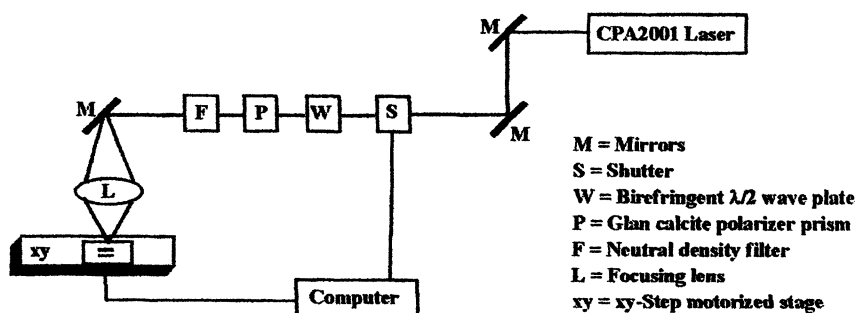 M
CPA2001 Laser
M
F
P
W
S
M
L
xy
Computer
M = Mirrors
S = Shutter
W = Birefringent λ/2 wave plate
P = Glan calcite polarizer prism
F = Neutral density filter
L = Focusing lens
xy = xy-Step motorized stage